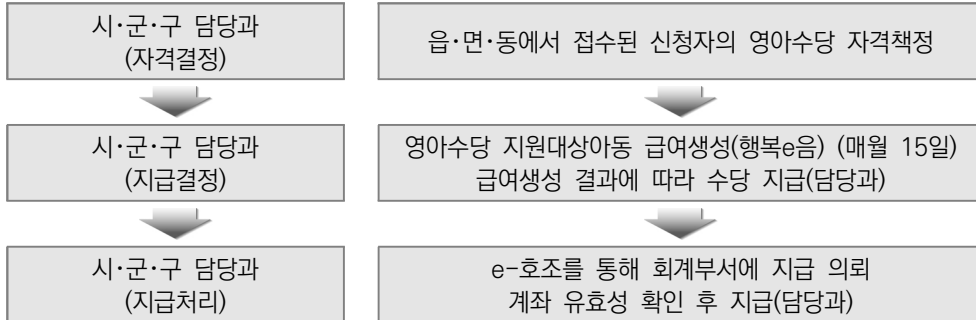 시·군·구 담당과
(자격결정)
읍·면·동에서 접수된 신청자의 영아수당 자격책정
시·군·구 담당과
(지급결정)
영아수당 지원대상아동 급여생성(행복e음) (매월 15일)
급여생성 결과에 따라 수당 지급(담당과)
시·군·구 담당과
(지급처리)
e-호조를 통해 회계부서에 지급 의뢰
계좌 유효성 확인 후 지급(담당과)